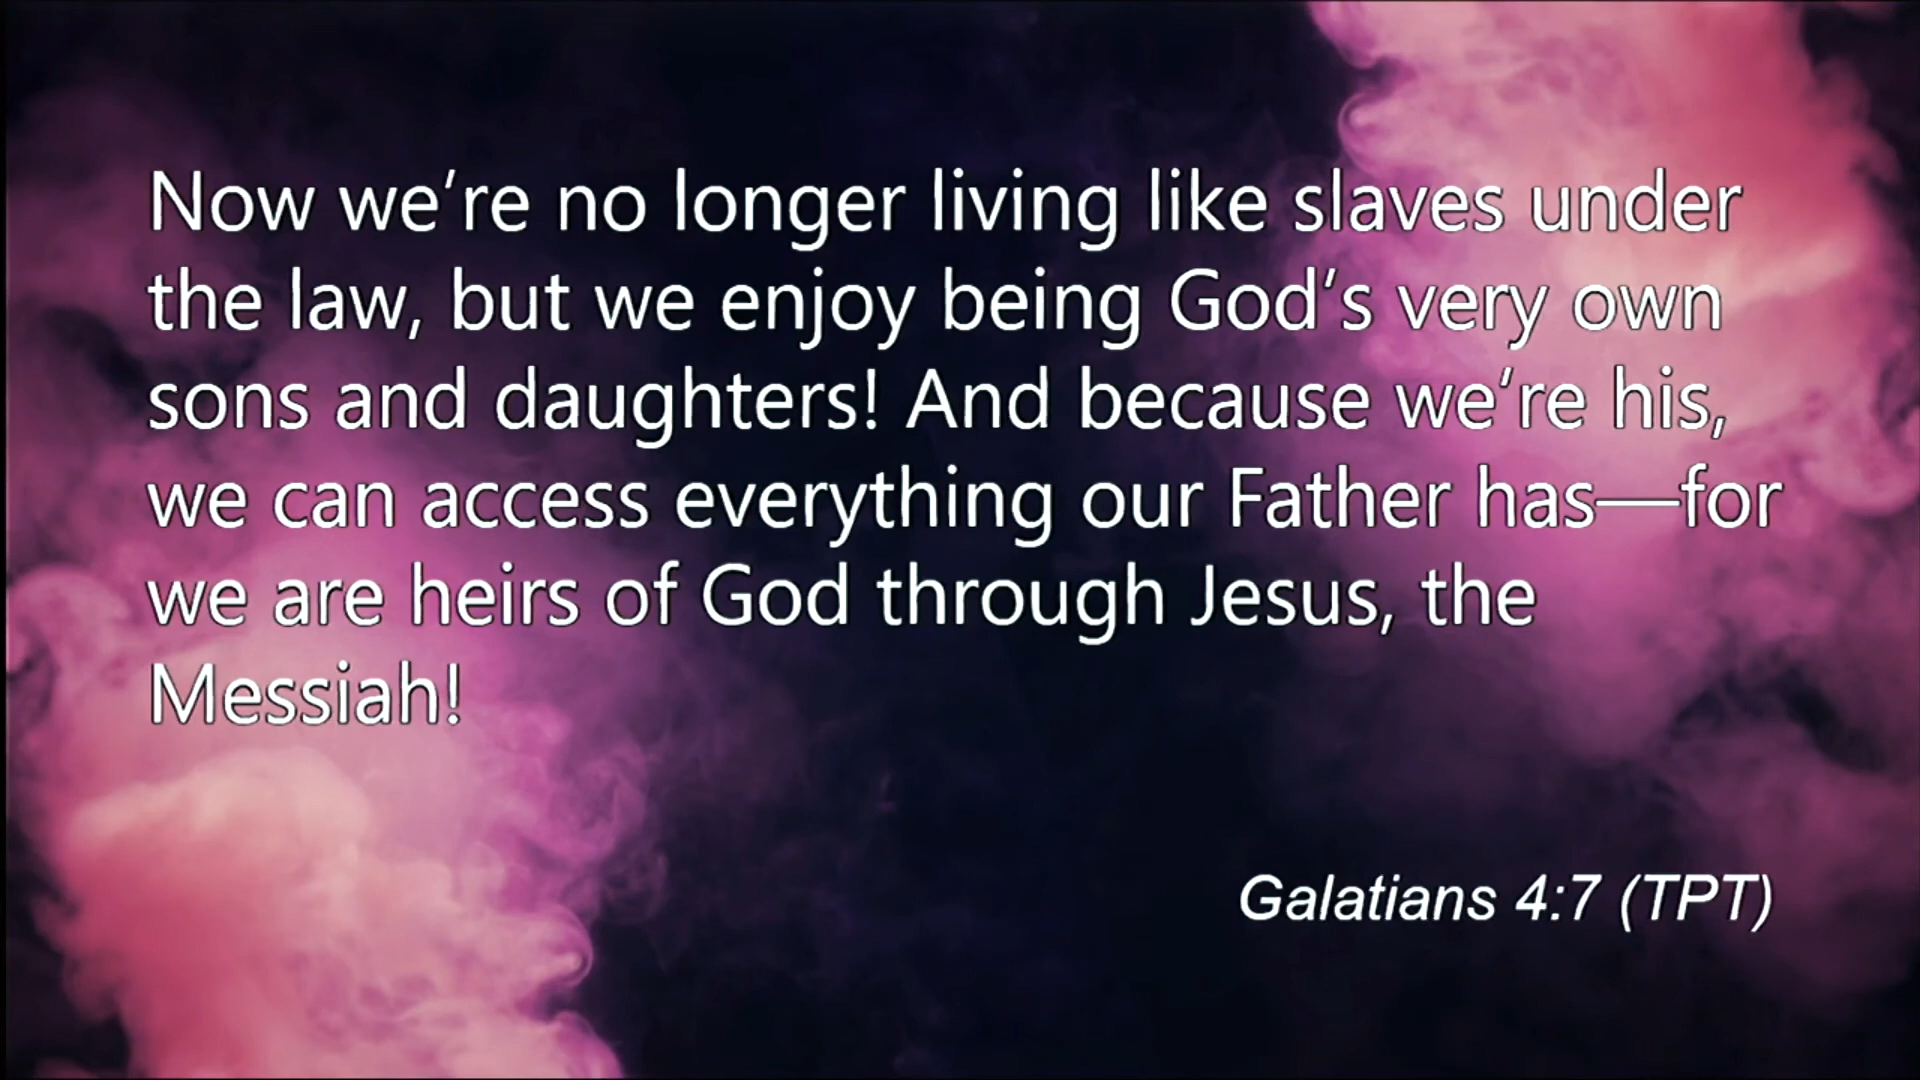 Now we’re no longer living like slaves under
the law, but we enjoy being God’s very own
sons and daughters! And because we’re his,
we can access everything our Father has—for
we are heirs of God through Jesus, the
Messiah!
Galatians 4:7 (TPT)